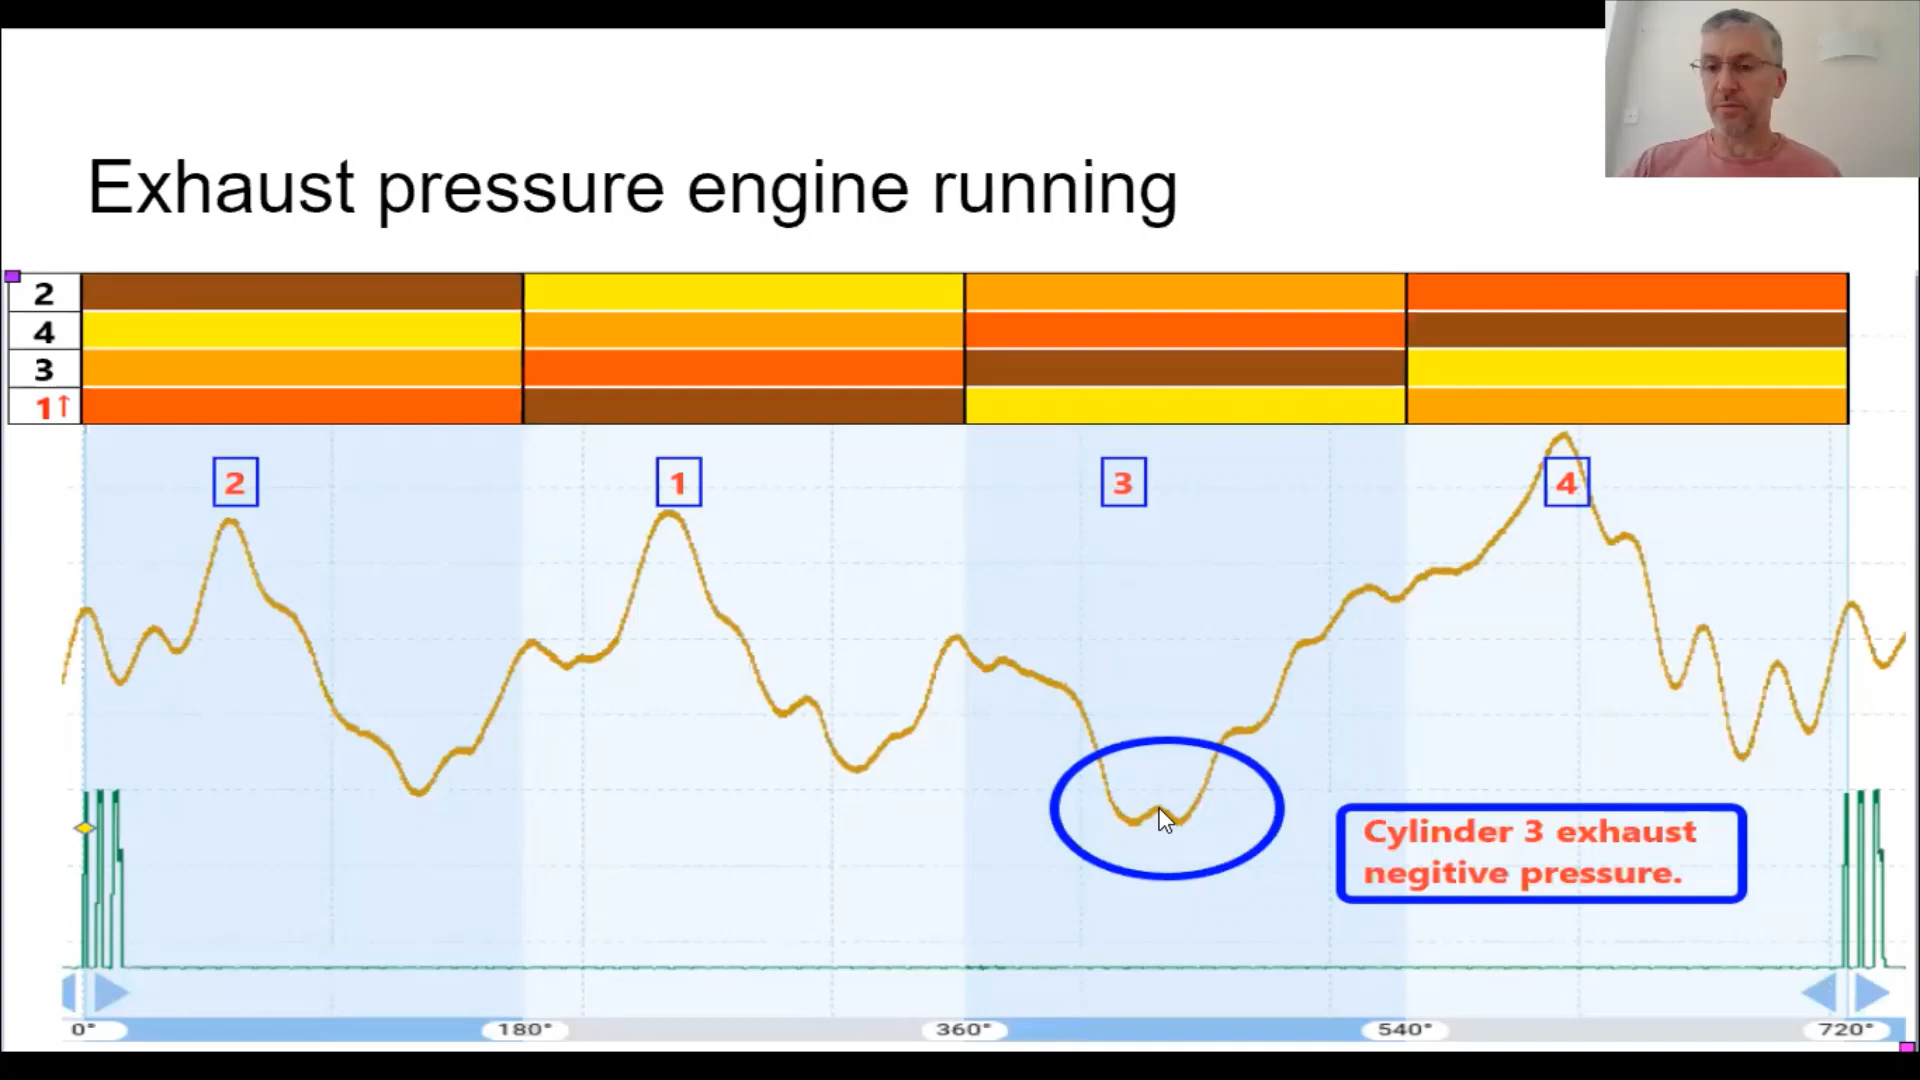 Exhaust pressure engine running
2
4
3
1↑
2
1
3
4
Cylinder 3 exhaust
negitive pressure.
0° 180° 360° 540° 720°